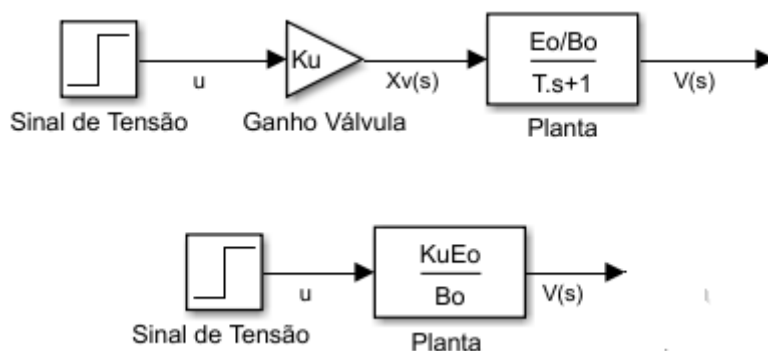 Ku
Eo/Bo
T.s+1
u
Xv(s)
V(s)
Sinal de Tensão
Ganho Válvula
Planta
KuEo
Bo
u
V(s)
Sinal de Tensão
Planta